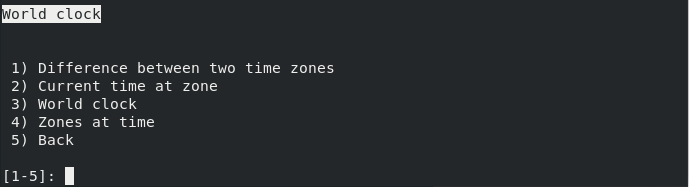 World clock
1) Difference between two time zones
2) Current time at zone
3) World clock
4) Zones at time
5) Back
[1-5]: